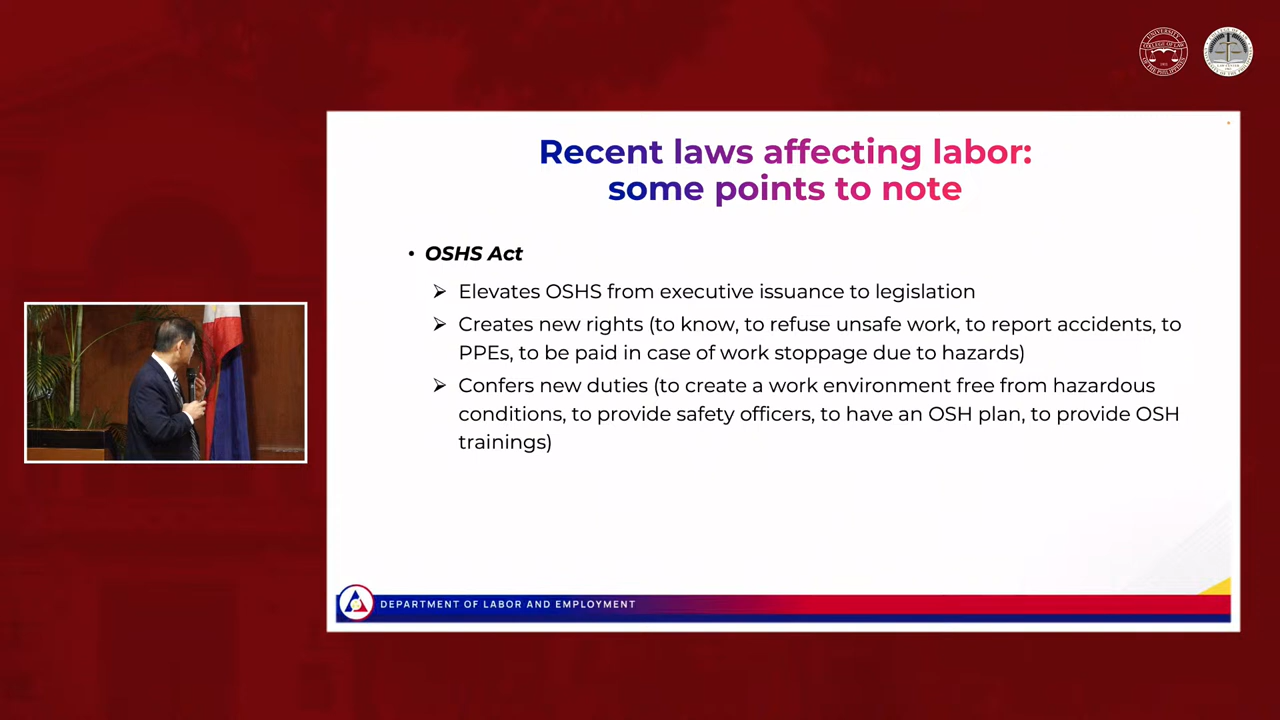 Recent laws affecting labor:
some points to note
• OSHS Act
➢ Elevates OSHS from executive issuance to legislation
➢ Creates new rights (to know, to refuse unsafe work, to report accidents, to
PPEs, to be paid in case of work stoppage due to hazards)
➢ Confers new duties (to create a work environment free from hazardous
conditions, to provide safety officers, to have an OSH plan, to provide OSH
trainings)
DEPARTMENT OF LABOR AND EMPLOYMENT